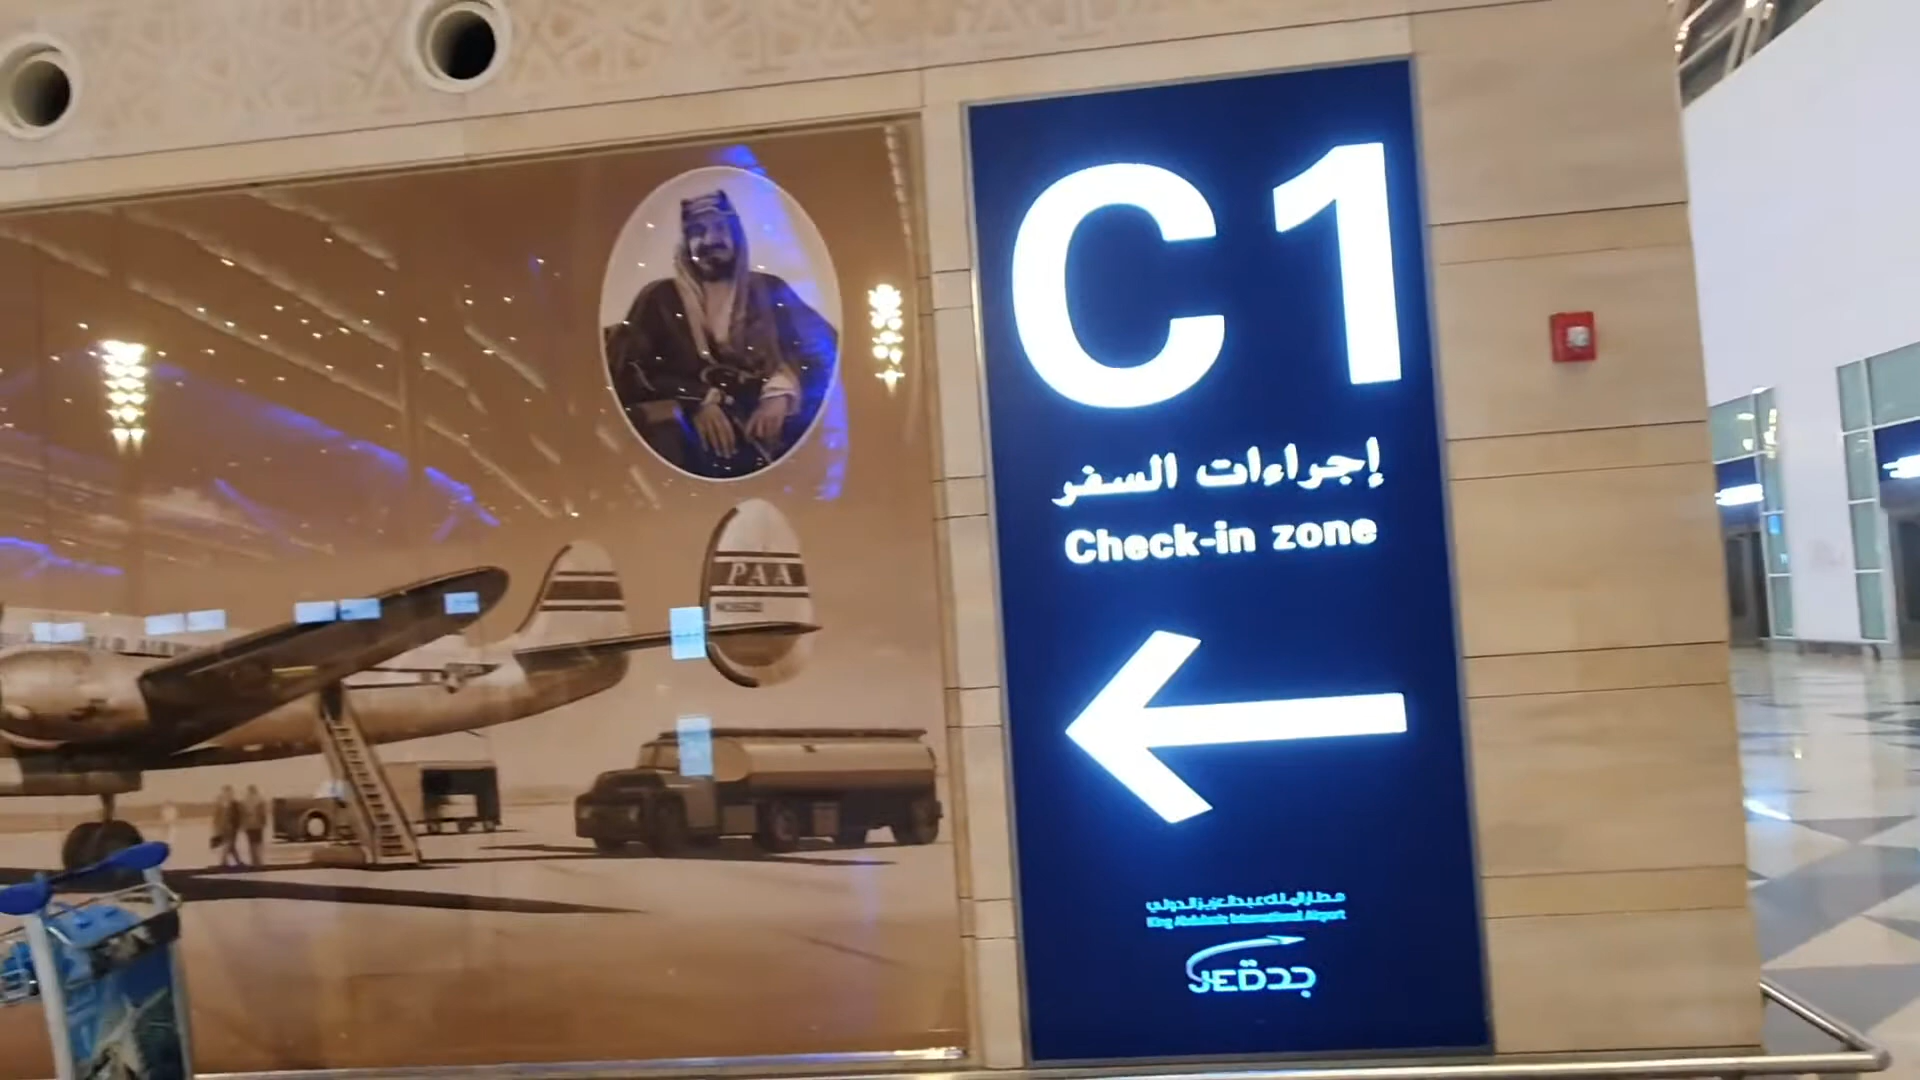 C1
إجراءات السفر
Check-in zone
PAA
مطار الملك عبدالعزيز الدولي
King Abdulaziz International Airport
JED جدة